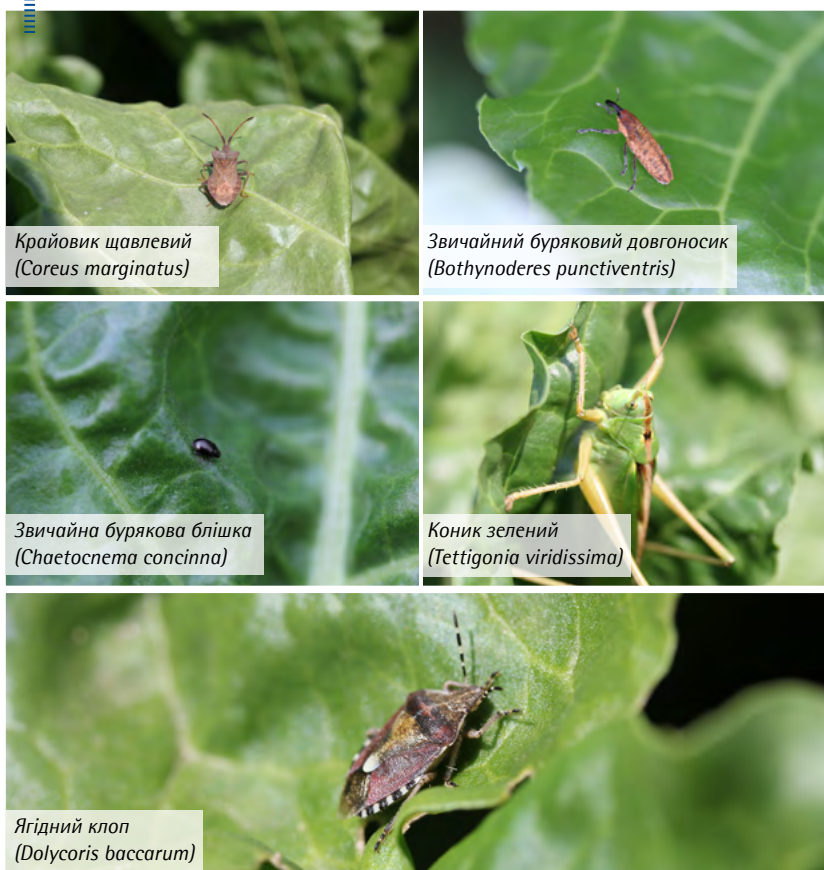 Крайовик щавлевий
(Coreus marginatus)
Звичайний буряковий довгоносик
(Bothynoderes punctiventris)
Звичайна бурякова блішка
(Chaetocnema concinna)
Коник зелений
(Tettigonia viridissima)
Ягідний клоп
(Dolycoris baccarum)